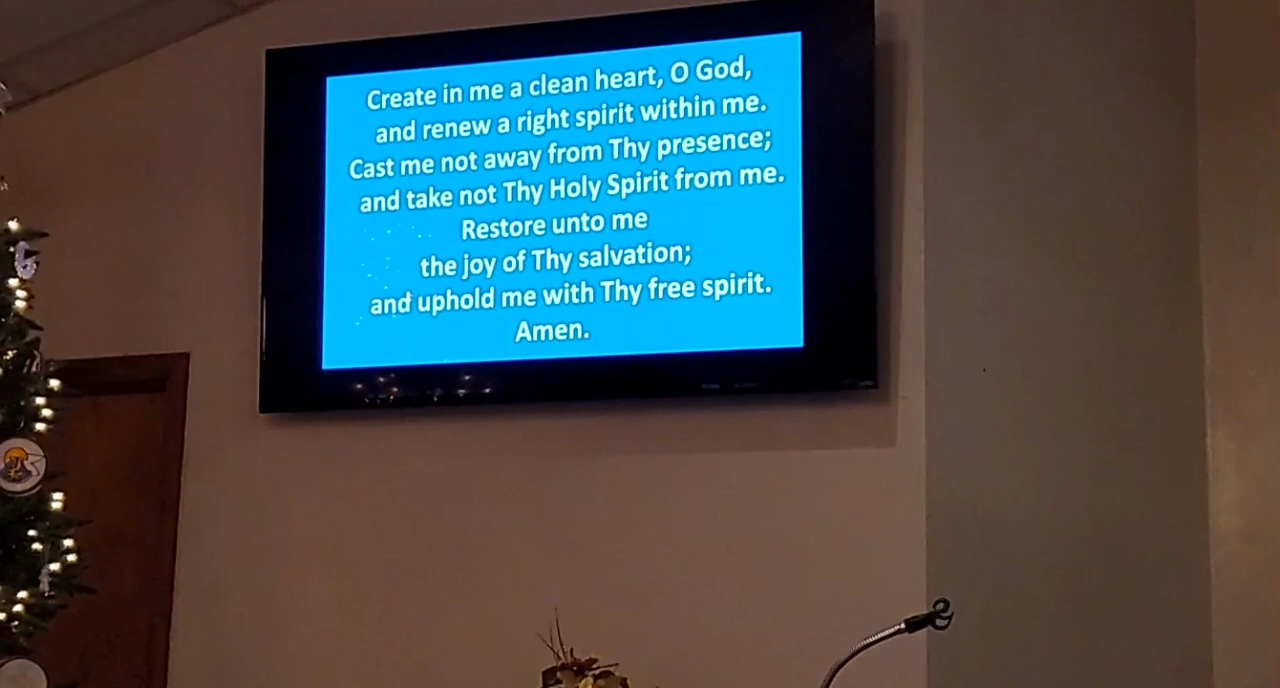 Create in me a clean heart, O God,
and renew a right spirit within me.
Cast me not away from Thy presence;
and take not Thy Holy Spirit from me.
Restore unto me
the joy of Thy salvation;
and uphold me with Thy free spirit.
Amen.